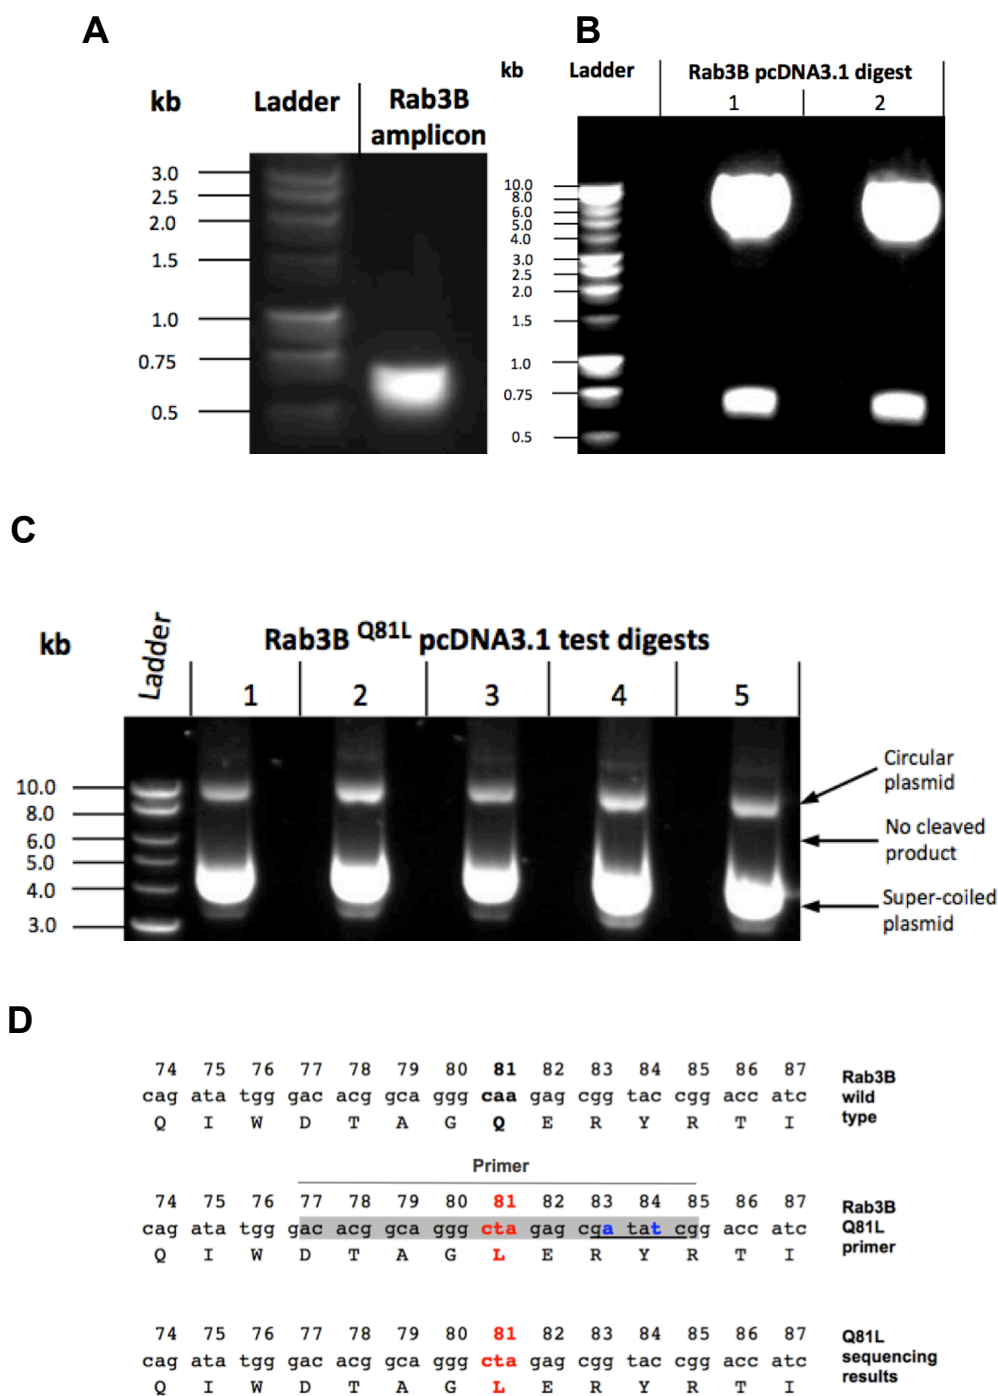 A
kb
Ladder
Rab3B
amplicon
3.0
2.5
2.0
1.5
1.0
0.75
0.5
B
kb
Ladder
Rab3B pcDNA3.1 digest
1 2
10.0
8.0
6.0
5.0
4.0
3.0
2.5
2.0
1.5
1.0
0.75
0.5
C
kb
Ladder
Rab3B Q81L pcDNA3.1 test digests
1 2 3 4 5
10.0
8.0
6.0
5.0
4.0
3.0
Circular
plasmid
No cleaved
product
Super-coiled
plasmid
D
74 75 76 77 78 79 80 81 82 83 84 85 86 87
cag ata tgg gac acg gca ggg caa gag cgg tac cgg acc atc
Q I W D T A G Q E R Y R T I
Rab3B
wild
type
Primer
74 75 76 77 78 79 80 81 82 83 84 85 86 87
cag ata tgg gac acg gca ggg cta gag cga tat cgg acc atc
Q I W D T A G L E R Y R T I
Rab3B
Q81L
primer
74 75 76 77 78 79 80 81 82 83 84 85 86 87
cag ata tgg gac acg gca ggg cta gag cgg tac cgg acc atc
Q I W D T A G L E R Y R T I
Q81L
sequencing
results